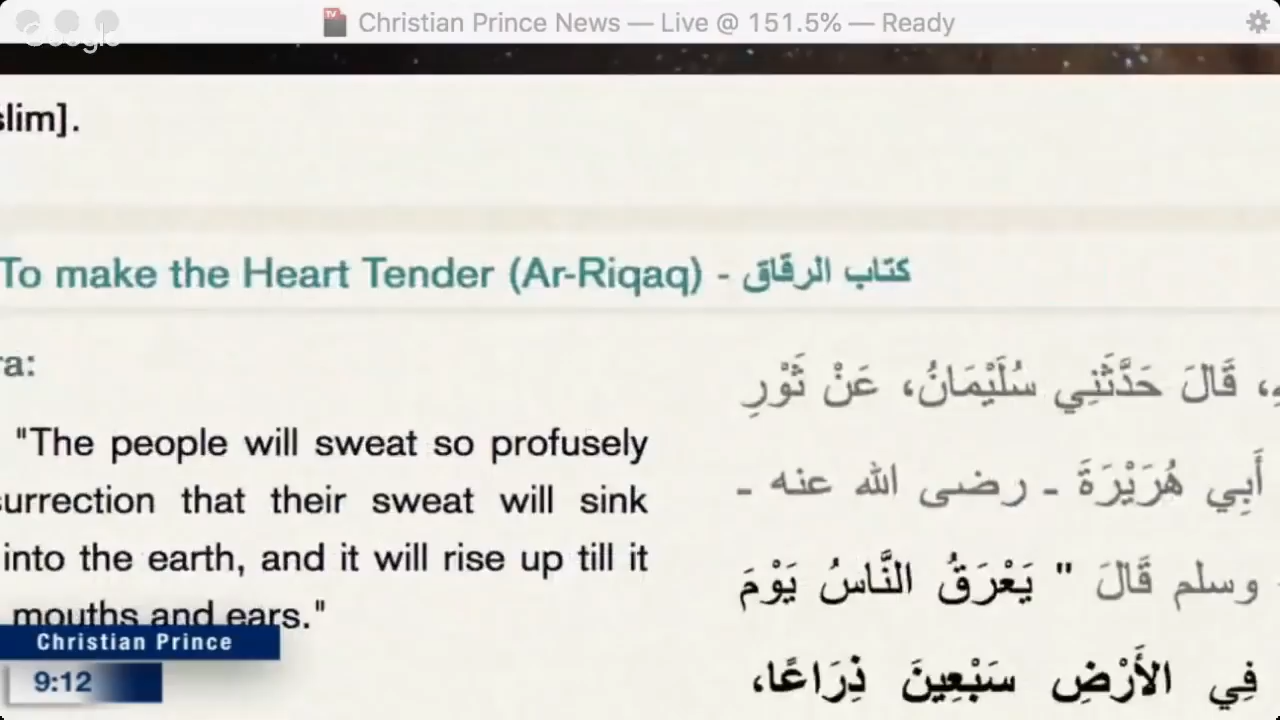 Christian Prince News — Live @ 151.5% — Ready
Google
slim].
To make the Heart Tender (Ar-Riqaq) - كتاب الرقاق
ra:
"The people will sweat so profusely
surrection that their sweat will sink
into the earth, and it will rise up till it
mouths and ears."
، قَالَ حَدَّثَنِي سُلَيْمَانُ، عَنْ ثَوْرِ
أَبِي هُرَيْرَةَ ـ رضى الله عنه ـ
وسلم قَالَ " يَعْرَقُ النَّاسُ يَوْمَ
فِي الأَرْضِ سَبْعِينَ ذِرَاعًا،
Christian Prince
9:12